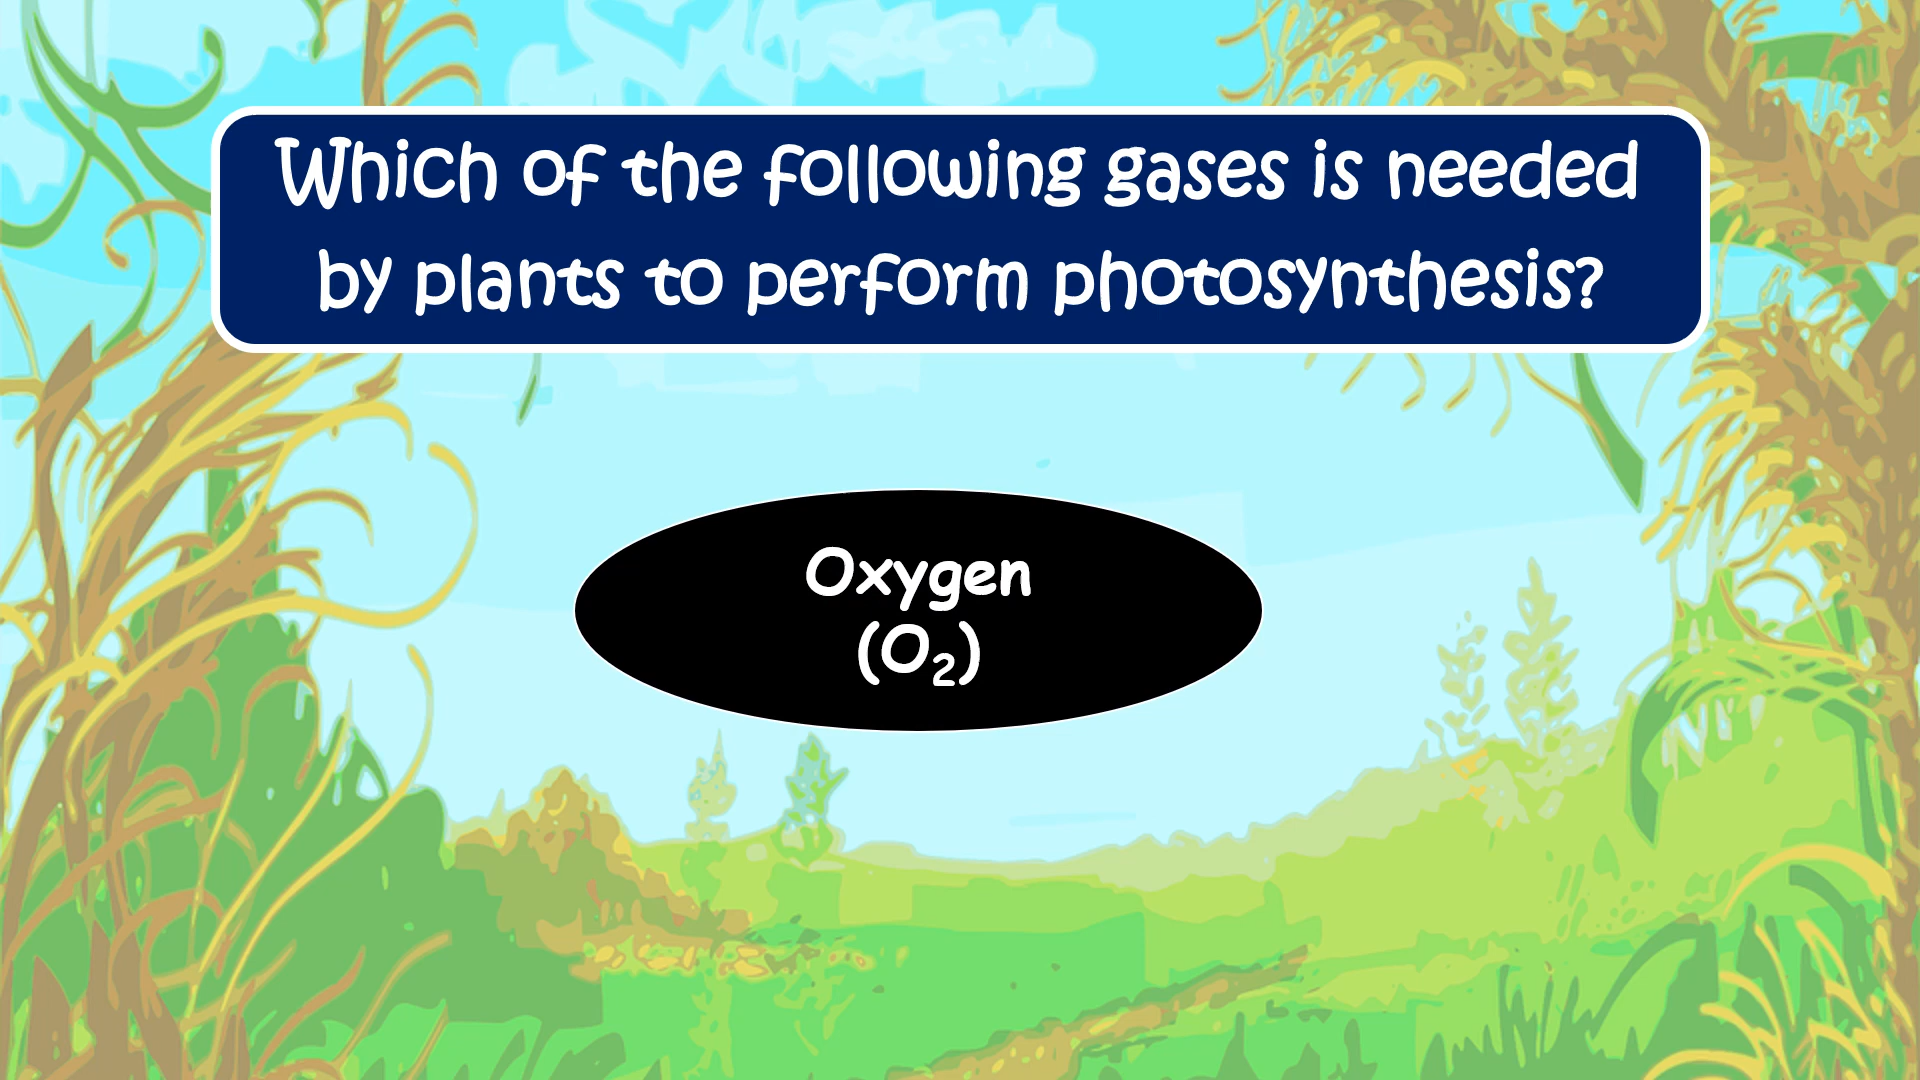 Which of the following gases is needed
by plants to perform photosynthesis?
Oxygen
(O₂)